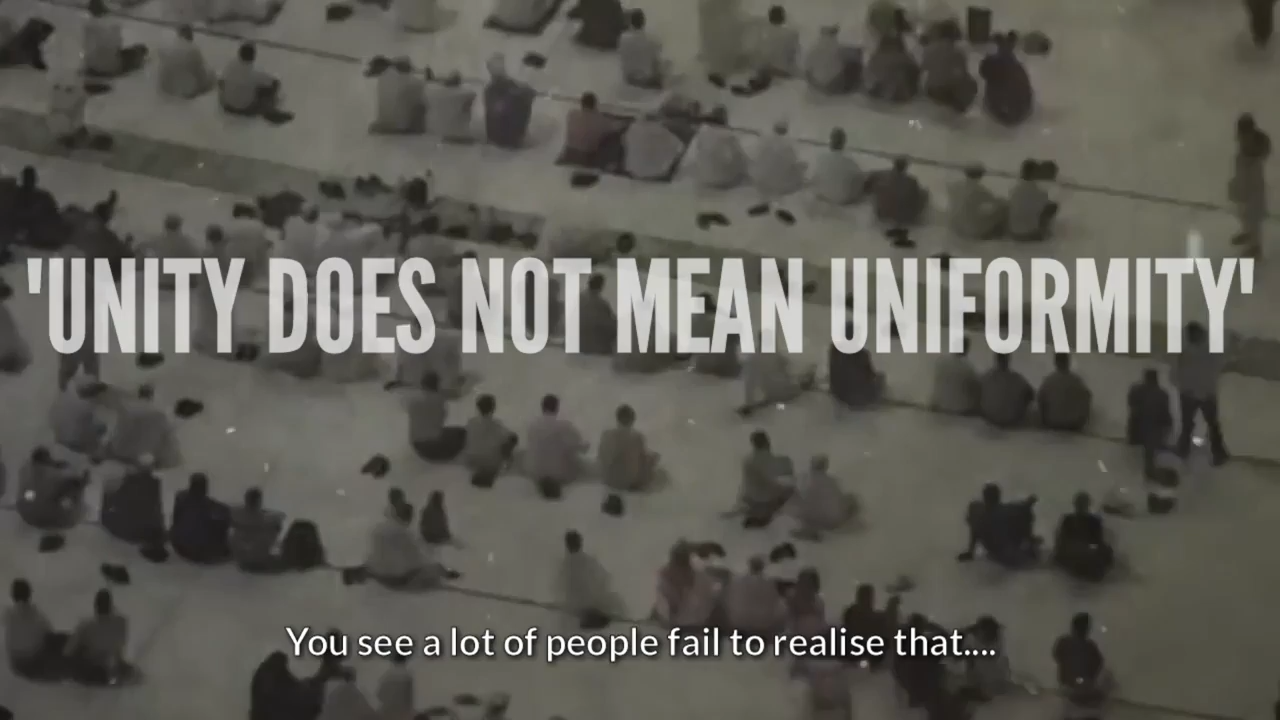 'UNITY DOES NOT MEAN UNIFORMITY'
You see a lot of people fail to realise that....